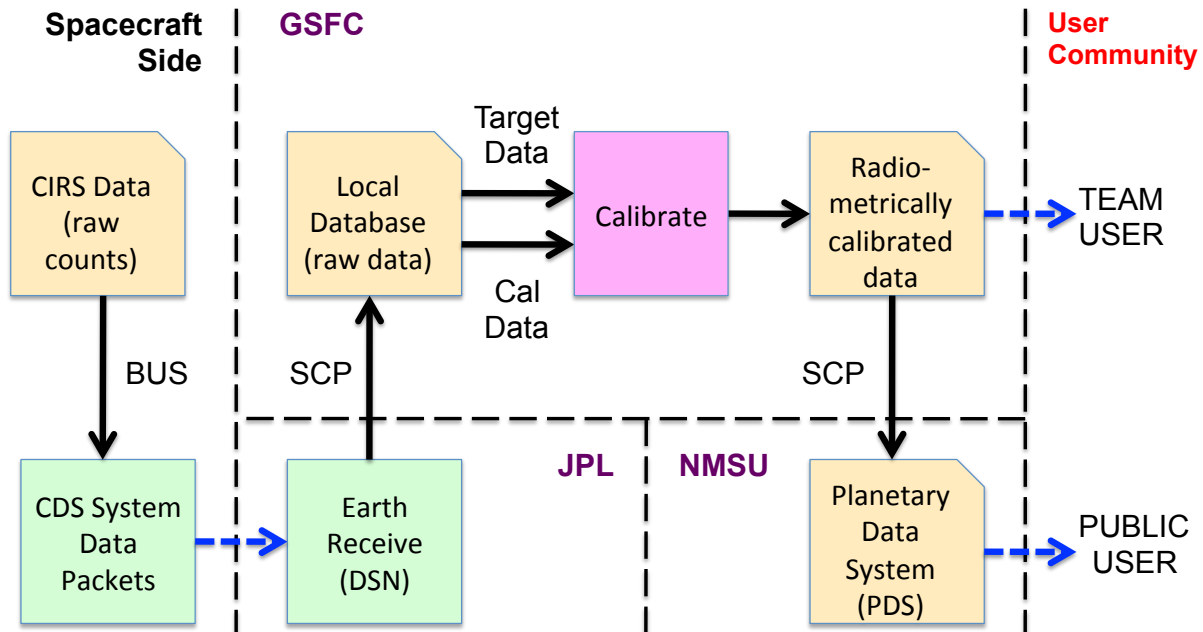 Spacecraft
Side
GSFC
User
Community
CIRS Data
(raw
counts)
Local
Database
(raw data)
Target
Data
Cal
Data
Calibrate
Radio-
metrically
calibrated
data
TEAM
USER
BUS
SCP
SCP
JPL
NMSU
CDS System
Data
Packets
Earth
Receive
(DSN)
Planetary
Data
System
(PDS)
PUBLIC
USER